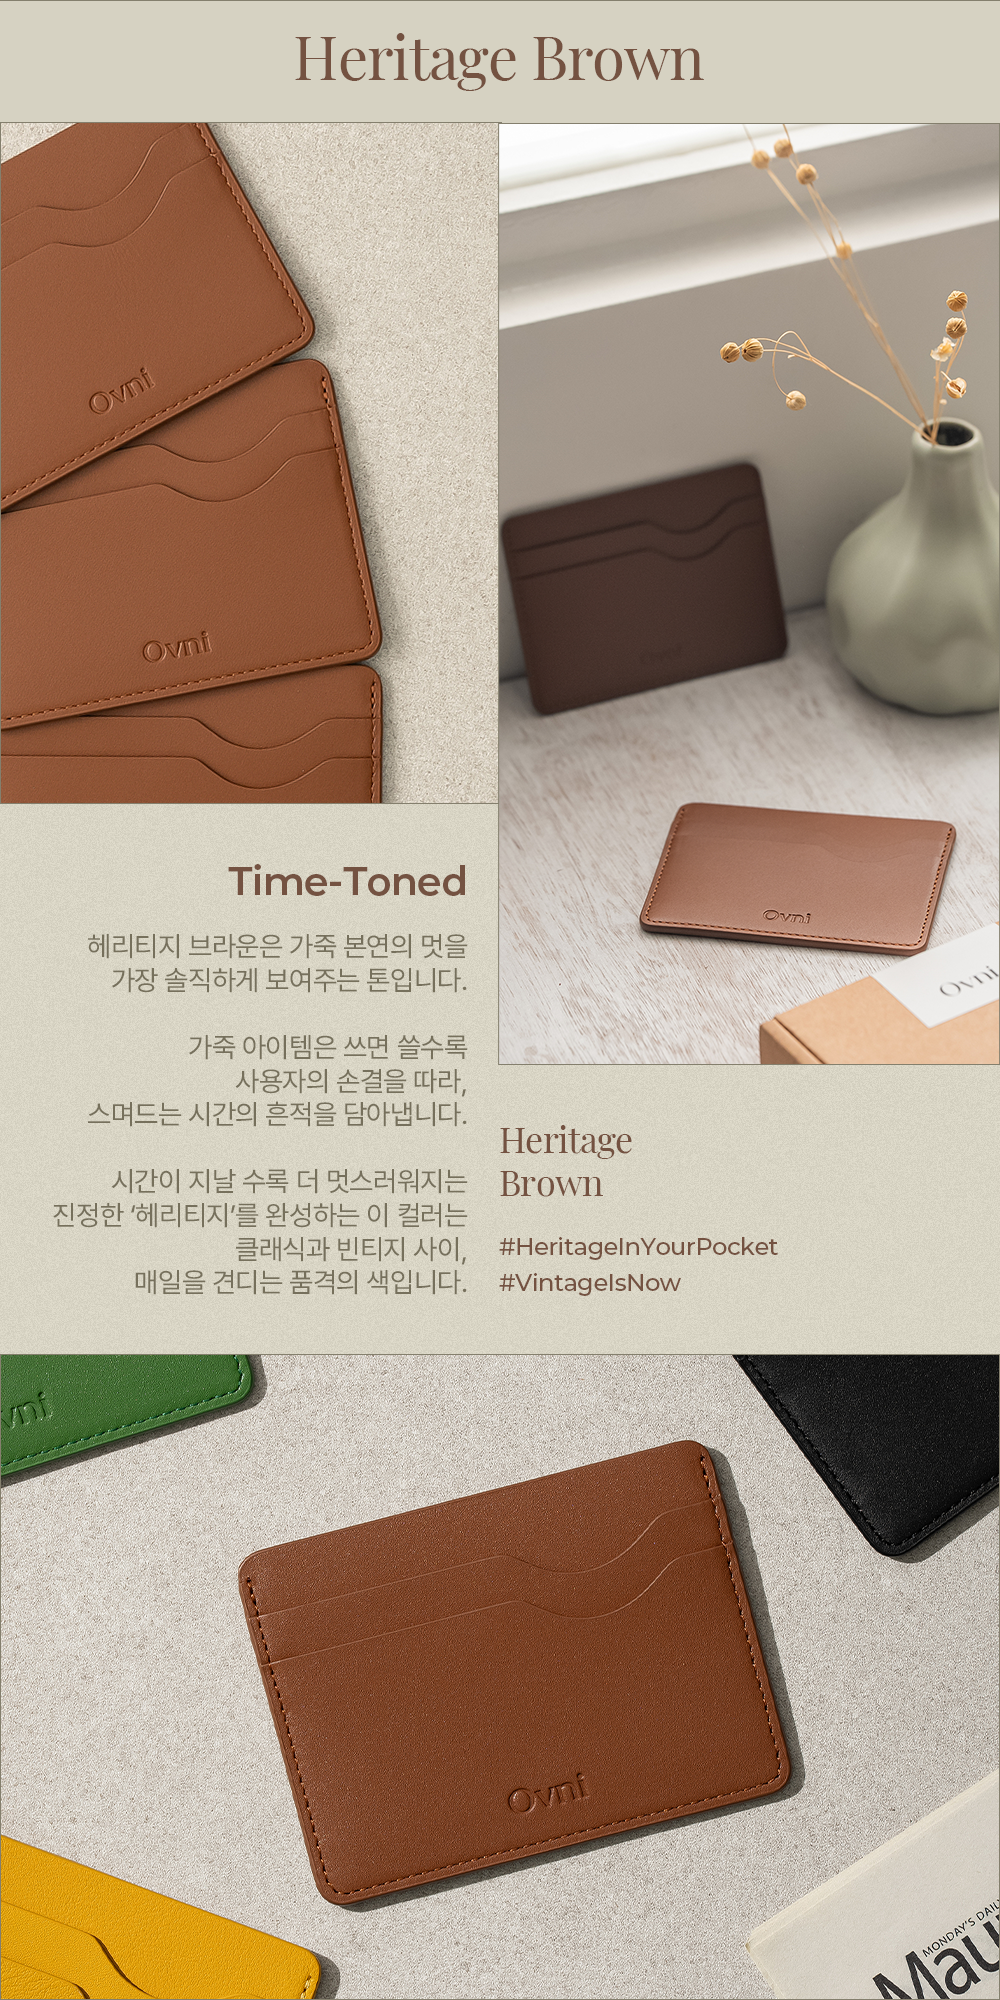 Heritage Brown
Ovni
Ovni
Ovni
Ovni
Ovni
Time-Toned
헤리티지 브라운은 가죽 본연의 멋을
가장 솔직하게 보여주는 톤입니다.
가죽 아이템은 쓰면 쓸수록
사용자의 손결을 따라,
스며드는 시간의 흔적을 담아냅니다.
시간이 지날 수록 더 멋스러워지는
진정한 ‘헤리티지’를 완성하는 이 컬러는
클래식과 빈티지 사이,
매일을 견디는 품격의 색입니다.
Heritage
Brown
#HeritageInYourPocket
#VintageIsNow
vni
Ovni
MONDAY'S DAIL
Mau